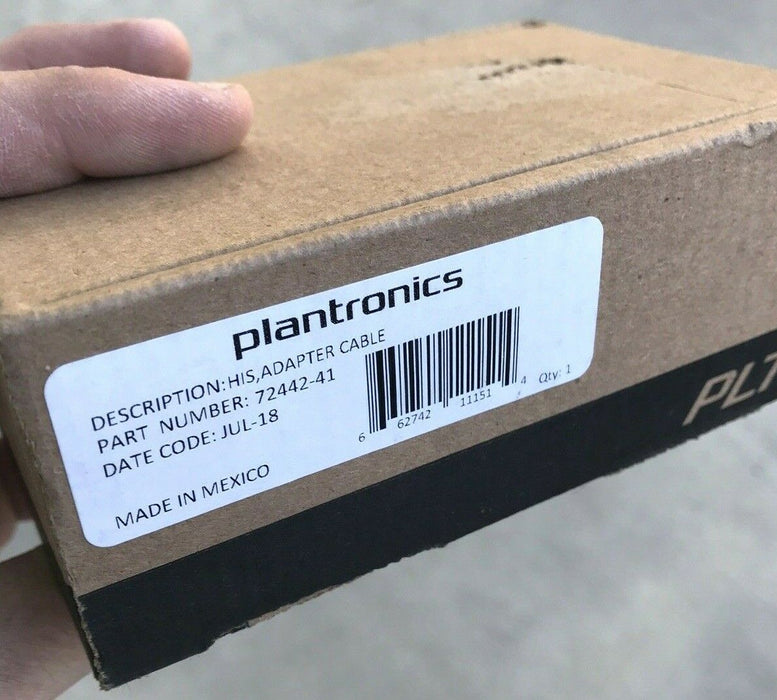 plantronics
DESCRIPTION:HIS,ADAPTER CABLE
PART NUMBER: 72442-41
DATE CODE: JUL-18
6 62742 11151 4
Qty: 1
MADE IN MEXICO
PLT